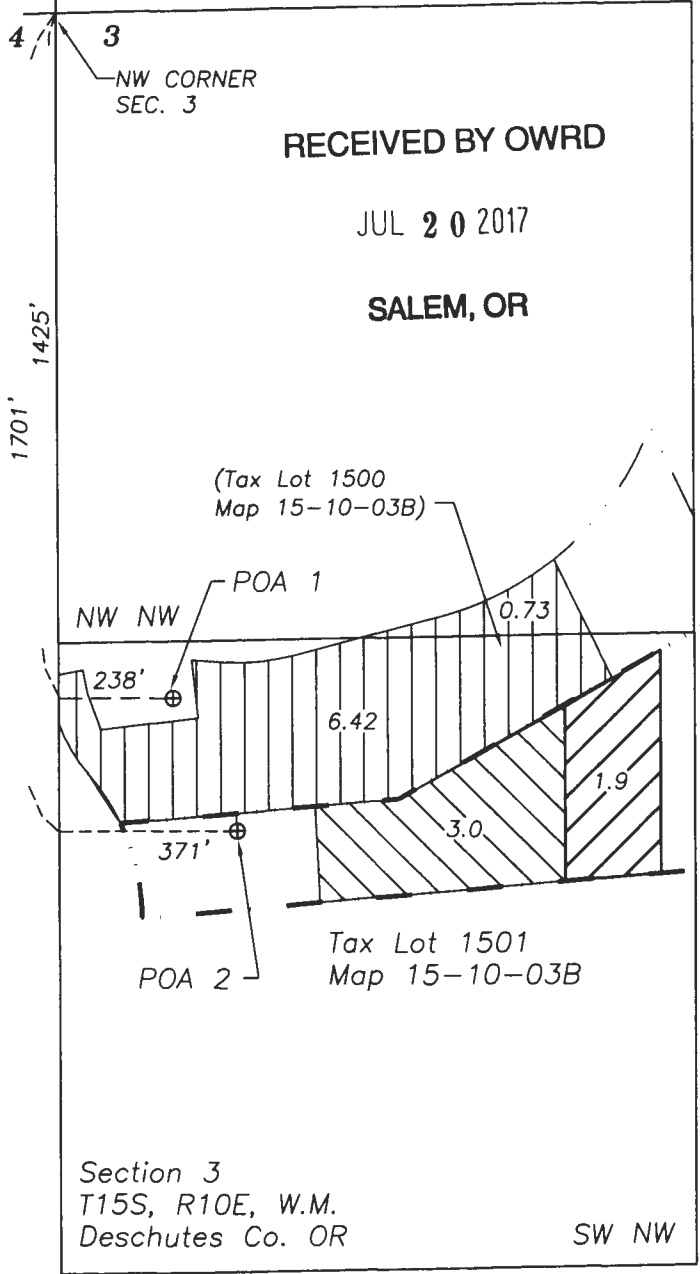 4 3
NW CORNER
SEC. 3
RECEIVED BY OWRD
JUL 20 2017
SALEM, OR
1425'
1701'
(Tax Lot 1500
Map 15-10-03B)
POA 1
NW NW
0.73
238'
6.42
1.9
3.0
371'
Tax Lot 1501
Map 15-10-03B
POA 2
Section 3
T15S, R10E, W.M.
Deschutes Co. OR
SW NW